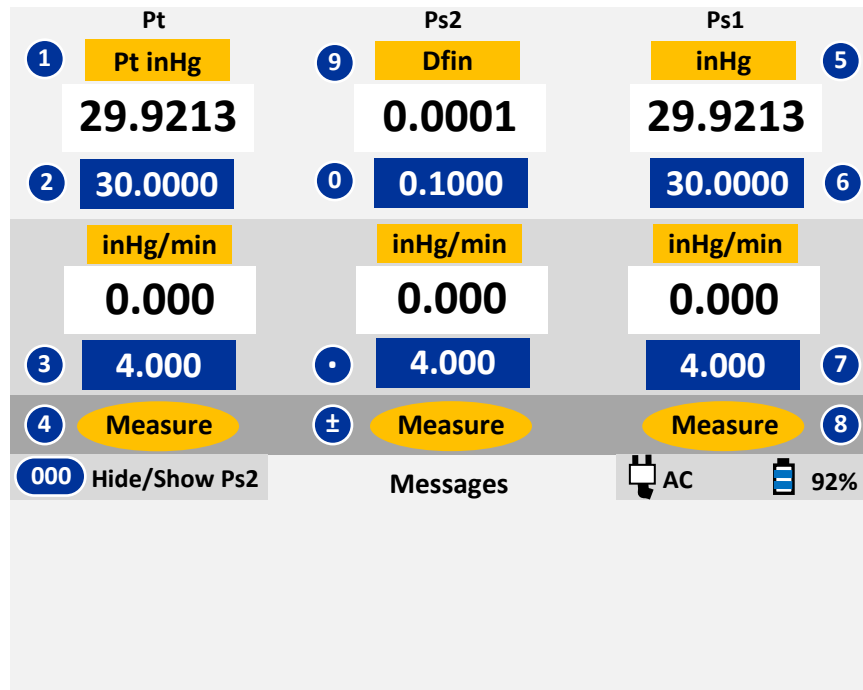 Pt Ps2 Ps1
1 Pt inHg 9 Dfin inHg 5
29.9213 0.0001 29.9213
2 30.0000 0 0.1000 30.0000 6
inHg/min inHg/min inHg/min
0.000 0.000 0.000
3 4.000 • 4.000 4.000 7
4 Measure ± Measure Measure 8
000 Hide/Show Ps2 Messages AC 92%